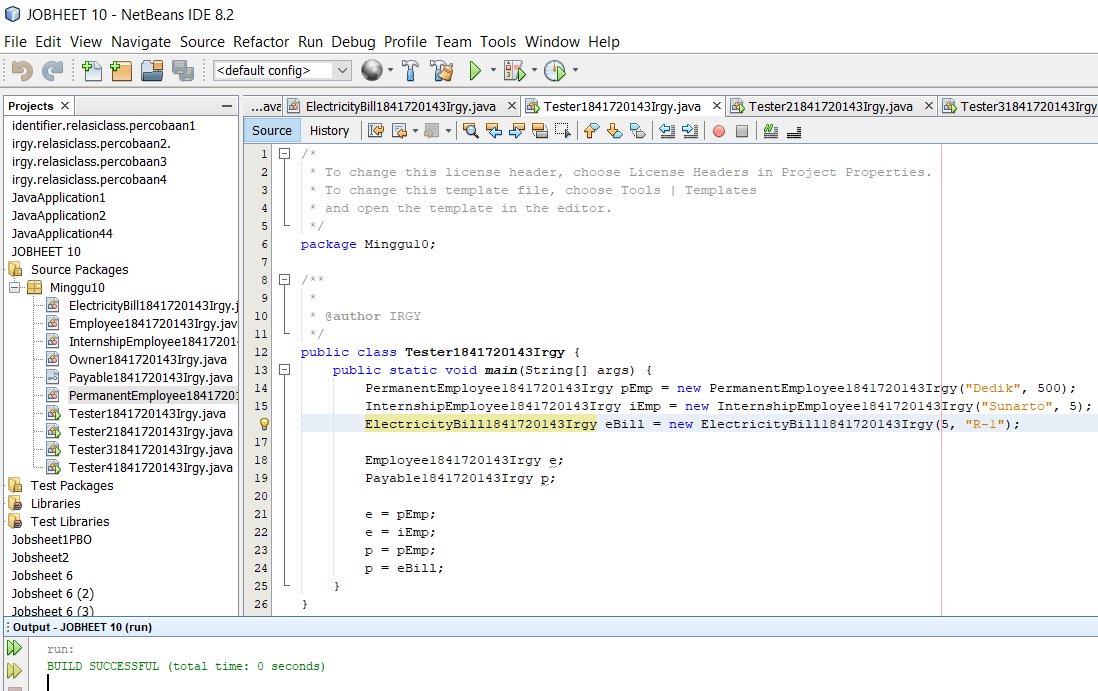 JOBHEET 10 - NetBeans IDE 8.2
File Edit View Navigate Source Refactor Run Debug Profile Team Tools Window Help
<default config>
Projects
...ava ElectricityBill1841720143Irgy.java Tester1841720143Irgy.java Tester21841720143Irgy.java Tester31841720143Irgy
Source History
identifier.relasiclass.percobaan1
irgy.relasiclass.percobaan2.
irgy.relasiclass.percobaan3
irgy.relasiclass.percobaan4
JavaApplication1
JavaApplication2
JavaApplication44
JOBHEET 10
Source Packages
Minggu10
ElectricityBill1841720143Irgy.j
Employee1841720143Irgy.jav
InternshipEmployee18417201
Owner1841720143Irgy.java
Payable1841720143Irgy.java
PermanentEmployee1841720
Tester1841720143Irgy.java
Tester21841720143Irgy.java
Tester31841720143Irgy.java
Tester41841720143Irgy.java
Test Packages
Libraries
Test Libraries
Jobsheet1PBO
Jobsheet2
Jobsheet 6
Jobsheet 6 (2)
Jobsheet 6 (3)
1 /*
2 * To change this license header, choose License Headers in Project Properties.
3 * To change this template file, choose Tools | Templates
4 * and open the template in the editor.
5 */
6 package Minggu10;
7
8 /**
9 *
10 * @author IRGY
11 */
12 public class Tester1841720143Irgy {
13 public static void main(String[] args) {
14 PermanentEmployee1841720143Irgy pEmp = new PermanentEmployee1841720143Irgy("Dedik", 500);
15 InternshipEmployee1841720143Irgy iEmp = new InternshipEmployee1841720143Irgy("Sunarto", 5);
ElectricityBill1841720143Irgy eBill = new ElectricityBill1841720143Irgy(5, "R-1");
17
18 Employee1841720143Irgy e;
19 Payable1841720143Irgy p;
20
21 e = pEmp;
22 e = iEmp;
23 p = pEmp;
24 p = eBill;
25 }
26 }
Output - JOBHEET 10 (run)
run:
BUILD SUCCESSFUL (total time: 0 seconds)